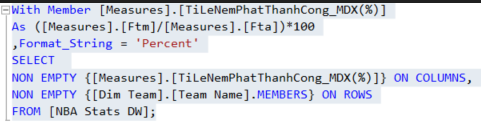 With Member [Measures].[TiLeNemPhatThanhCong_MDX(%)]
As ([Measures].[Ftm]/[Measures].[Fta])*100
,Format_String = 'Percent'
SELECT
NON EMPTY {[Measures].[TiLeNemPhatThanhCong_MDX(%)]} ON COLUMNS,
NON EMPTY {[Dim Team].[Team Name].MEMBERS} ON ROWS
FROM [NBA Stats DW];